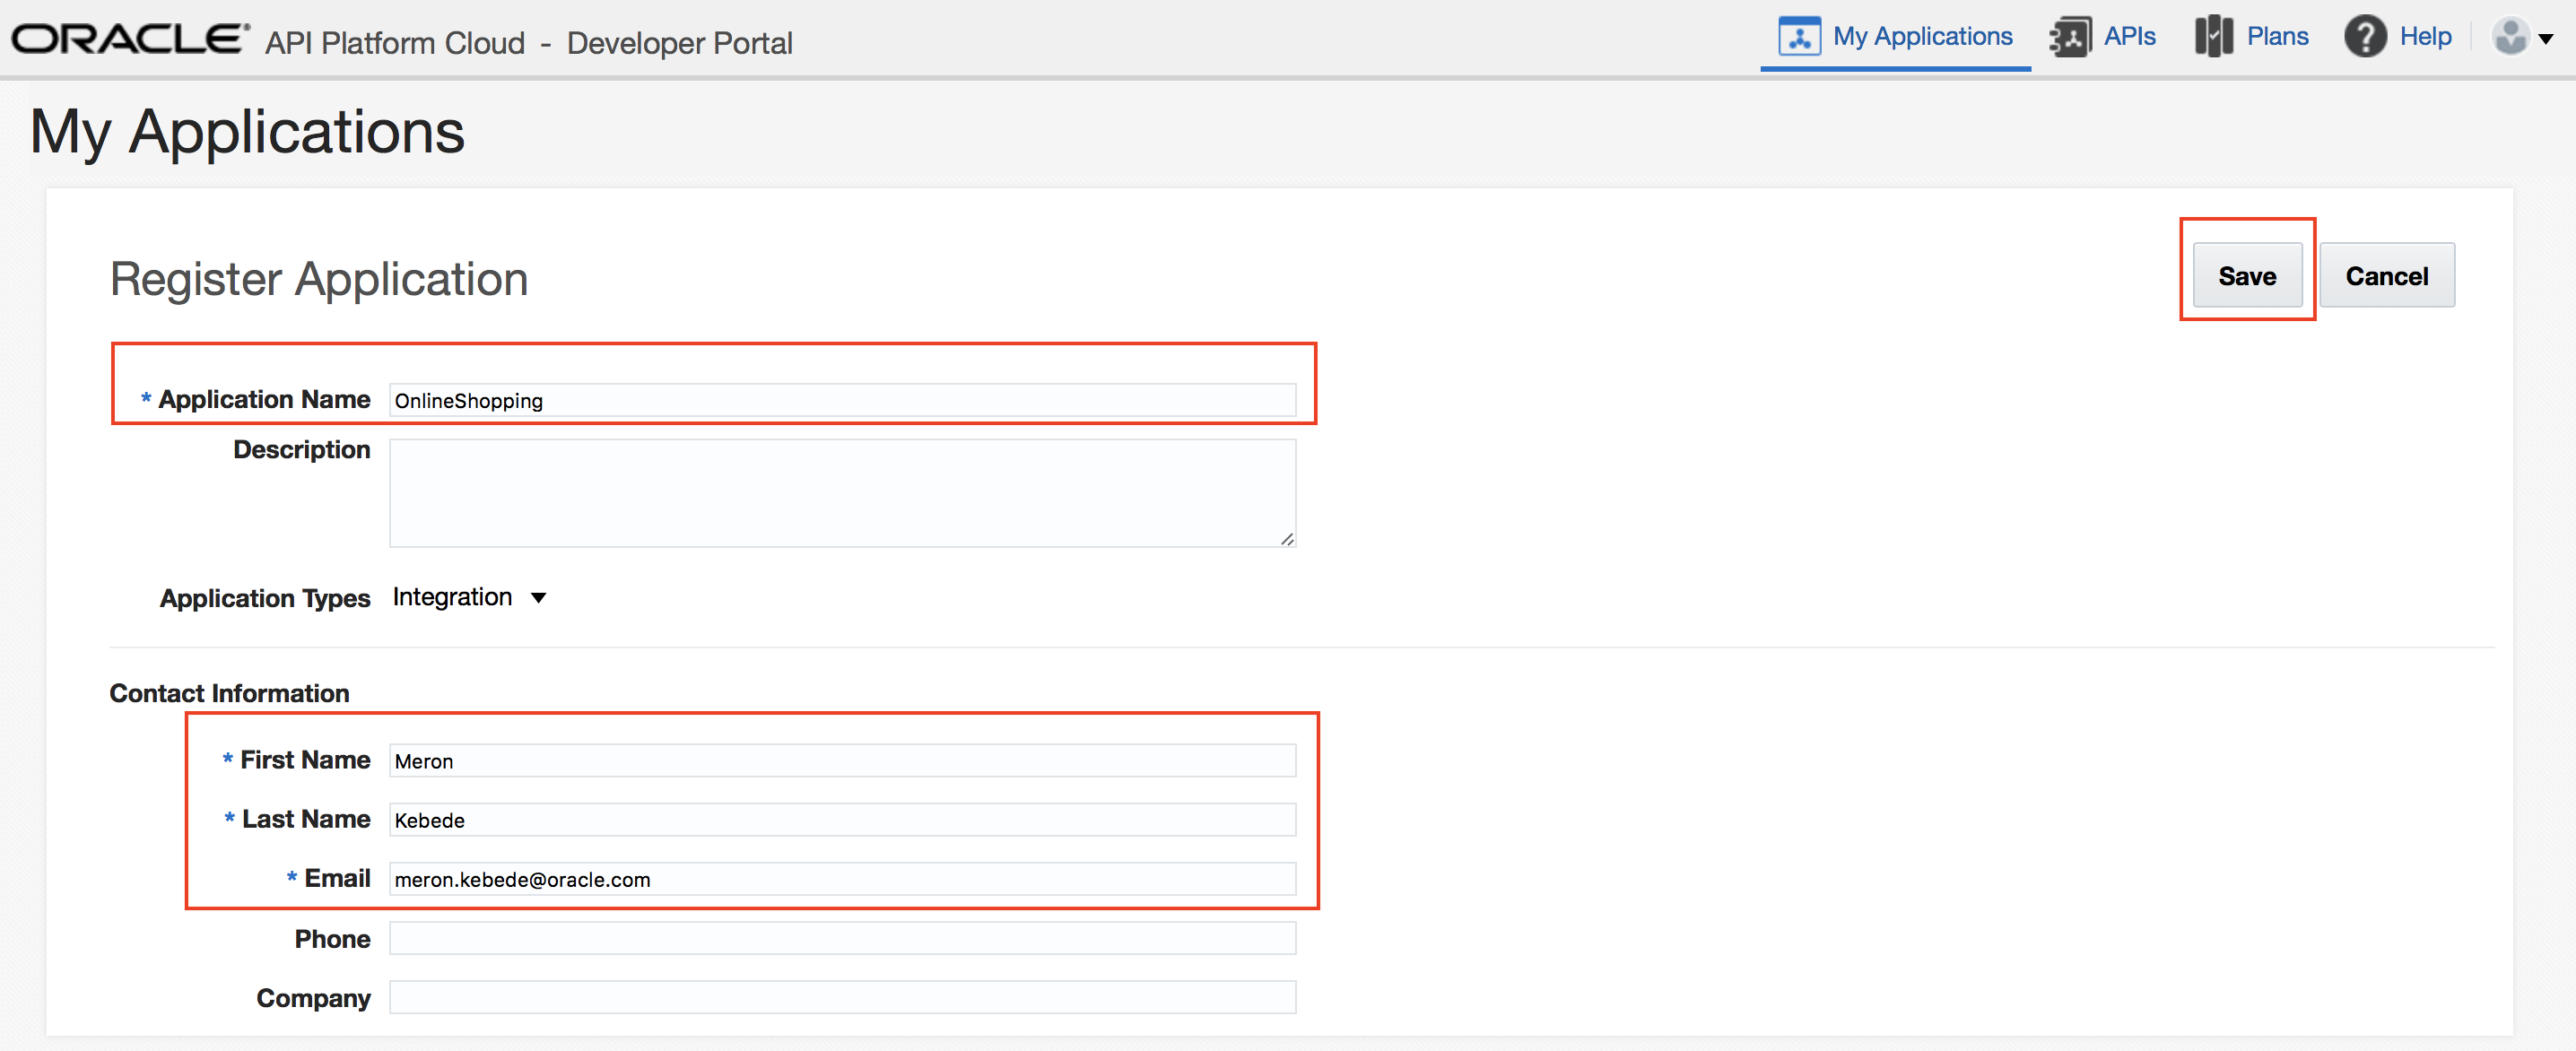 ORACLE® API Platform Cloud - Developer Portal My Applications APIs Plans ? Help
My Applications
Register Application Save Cancel
* Application Name OnlineShopping
Description
Application Types Integration
Contact Information
* First Name Meron
* Last Name Kebede
* Email meron.kebede@oracle.com
Phone
Company